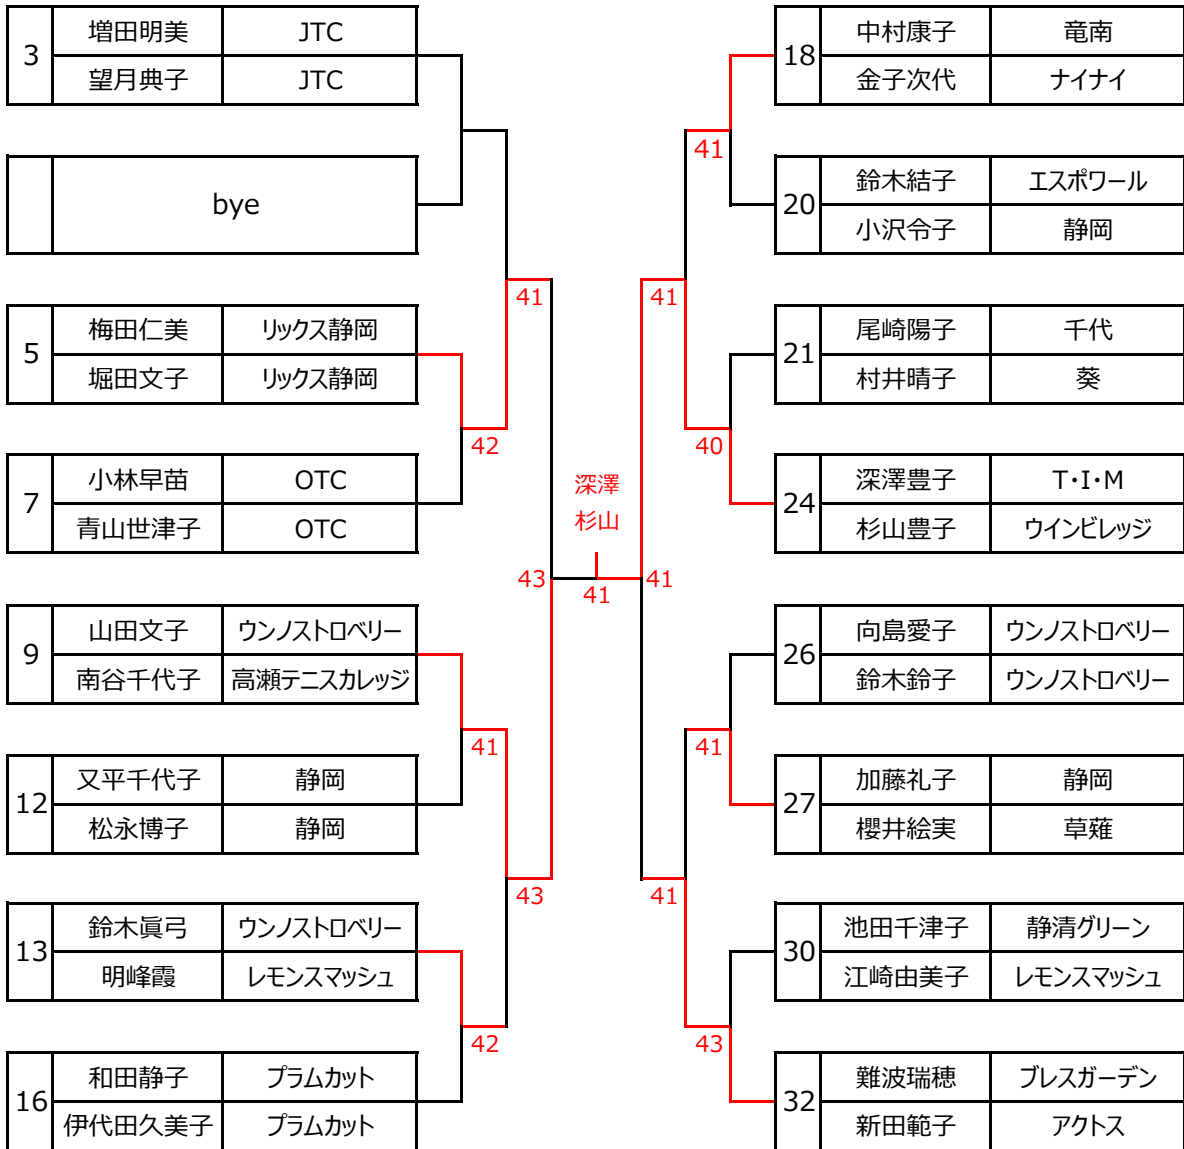 3 増田明美 JTC
望月典子 JTC
bye
5 梅田仁美 リックス静岡
堀田文子 リックス静岡
7 小林早苗 OTC
青山世津子 OTC
9 山田文子 ウンノストロベリー
南谷千代子 高瀬テニスカレッジ
12 又平千代子 静岡
松永博子 静岡
13 鈴木眞弓 ウンノストロベリー
明峰霞 レモンスマッシュ
16 和田静子 プラムカット
伊代田久美子 プラムカット
41
42
43
41
43
42
深澤
杉山
41
41
41
40
41
41
41
43
18 中村康子 竜南
金子次代 ナイナイ
20 鈴木結子 エスポワール
小沢令子 静岡
21 尾崎陽子 千代
村井晴子 葵
24 深澤豊子 T・I・M
杉山豊子 ウインビレッジ
26 向島愛子 ウンノストロベリー
鈴木鈴子 ウンノストロベリー
27 加藤礼子 静岡
櫻井絵実 草薙
30 池田千津子 静清グリーン
江崎由美子 レモンスマッシュ
32 難波瑞穂 ブレスガーデン
新田範子 アクトス